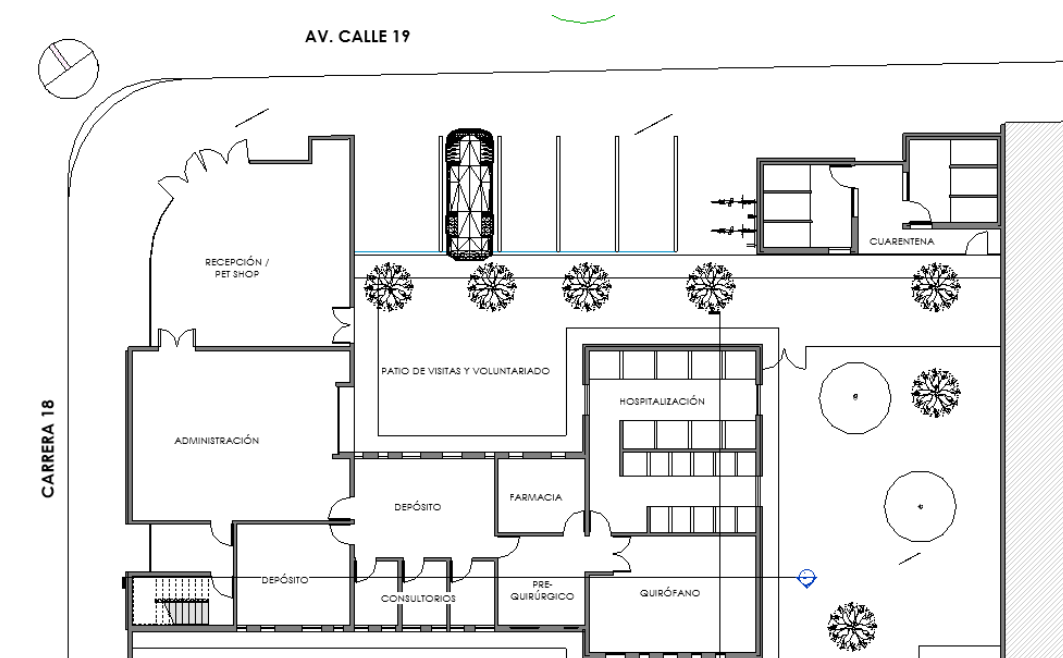 AV. CALLE 19
CUARENTENA
RECEPCIÓN /
PET SHOP
PATIO DE VISITAS Y VOLUNTARIADO
HOSPITALIZACIÓN
CARRERA 18
ADMINISTRACIÓN
FARMACIA
DEPÓSITO
DEPÓSITO
CONSULTORIOS
PRE-
QUIRÚRGICO
QUIRÓFANO